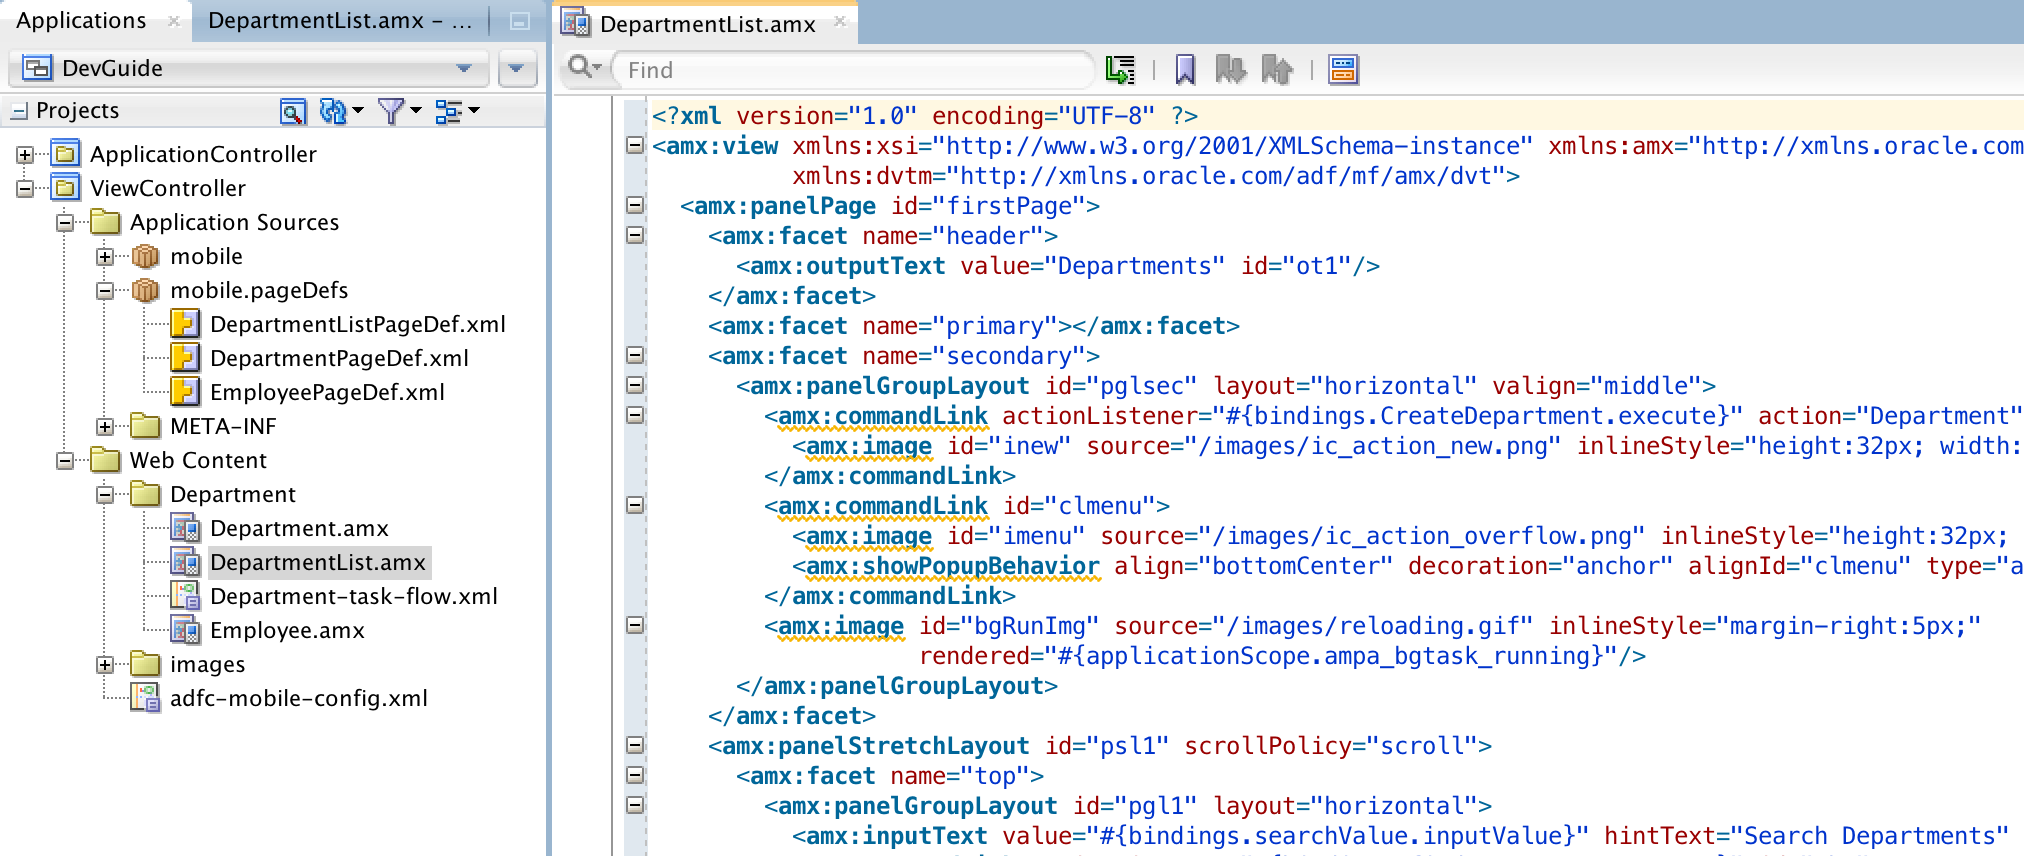 Applications
DepartmentList.amx - ...
DevGuide
Projects
ApplicationController
ViewController
Application Sources
mobile
mobile.pageDefs
DepartmentListPageDef.xml
DepartmentPageDef.xml
EmployeePageDef.xml
META-INF
Web Content
Department
Department.amx
DepartmentList.amx
Department-task-flow.xml
Employee.amx
images
adfc-mobile-config.xml
DepartmentList.amx
Find
<?xml version="1.0" encoding="UTF-8" ?>
<amx:view xmlns:xsi="http://www.w3.org/2001/XMLSchema-instance" xmlns:amx="http://xmlns.oracle.com
xmlns:dvtm="http://xmlns.oracle.com/adf/mf/amx/dvt">
<amx:panelPage id="firstPage">
<amx:facet name="header">
<amx:outputText value="Departments" id="ot1"/>
</amx:facet>
<amx:facet name="primary"></amx:facet>
<amx:facet name="secondary">
<amx:panelGroupLayout id="pglsec" layout="horizontal" valign="middle">
<amx:commandLink actionListener="#{bindings.CreateDepartment.execute}" action="Department"
<amx:image id="inew" source="/images/ic_action_new.png" inlineStyle="height:32px; width:
</amx:commandLink>
<amx:commandLink id="clmenu">
<amx:image id="imenu" source="/images/ic_action_overflow.png" inlineStyle="height:32px;
<amx:showPopupBehavior align="bottomCenter" decoration="anchor" alignId="clmenu" type="a
</amx:commandLink>
<amx:image id="bgRunImg" source="/images/reloading.gif" inlineStyle="margin-right:5px;"
rendered="#{applicationScope.ampa_bgtask_running}"/>
</amx:panelGroupLayout>
</amx:facet>
<amx:panelStretchLayout id="psl1" scrollPolicy="scroll">
<amx:facet name="top">
<amx:panelGroupLayout id="pgl1" layout="horizontal">
<amx:inputText value="#{bindings.searchValue.inputValue}" hintText="Search Departments"